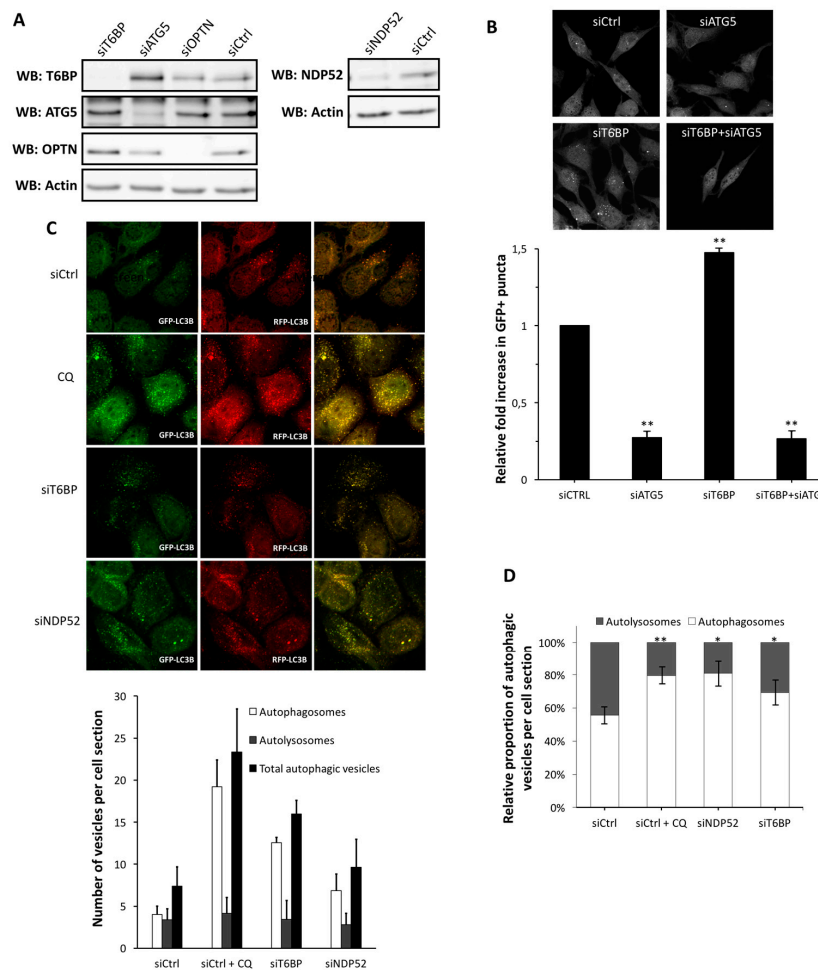 A
siT6BP siATG5 siOPTN siCtrl
WB: T6BP
WB: ATG5
WB: OPTN
WB: Actin
siNDP52 siCtrl
WB: NDP52
WB: Actin
B
siCtrl siATG5
siT6BP siT6BP+siATG5
Relative fold increase in GFP+ puncta
1,5
1
0,5
0
** ** **
siCTRL siATG5 siT6BP siT6BP+siATG
C
siCtrl
GFP-LC3B RFP-LC3B
CQ
GFP-LC3B RFP-LC3B
siT6BP
GFP-LC3B RFP-LC3B
siNDP52
GFP-LC3B RFP-LC3B
Number of vesicles per cell section
30
25
20
15
10
5
0
Autophagosomes
Autolysosomes
Total autophagic vesicles
siCtrl siCtrl + CQ siT6BP siNDP52
D
Autolysosomes Autophagosomes
Relative proportion of autophagic
vesicles per cell section
100%
80%
60%
40%
20%
0%
** * *
siCtrl siCtrl + CQ siNDP52 siT6BP